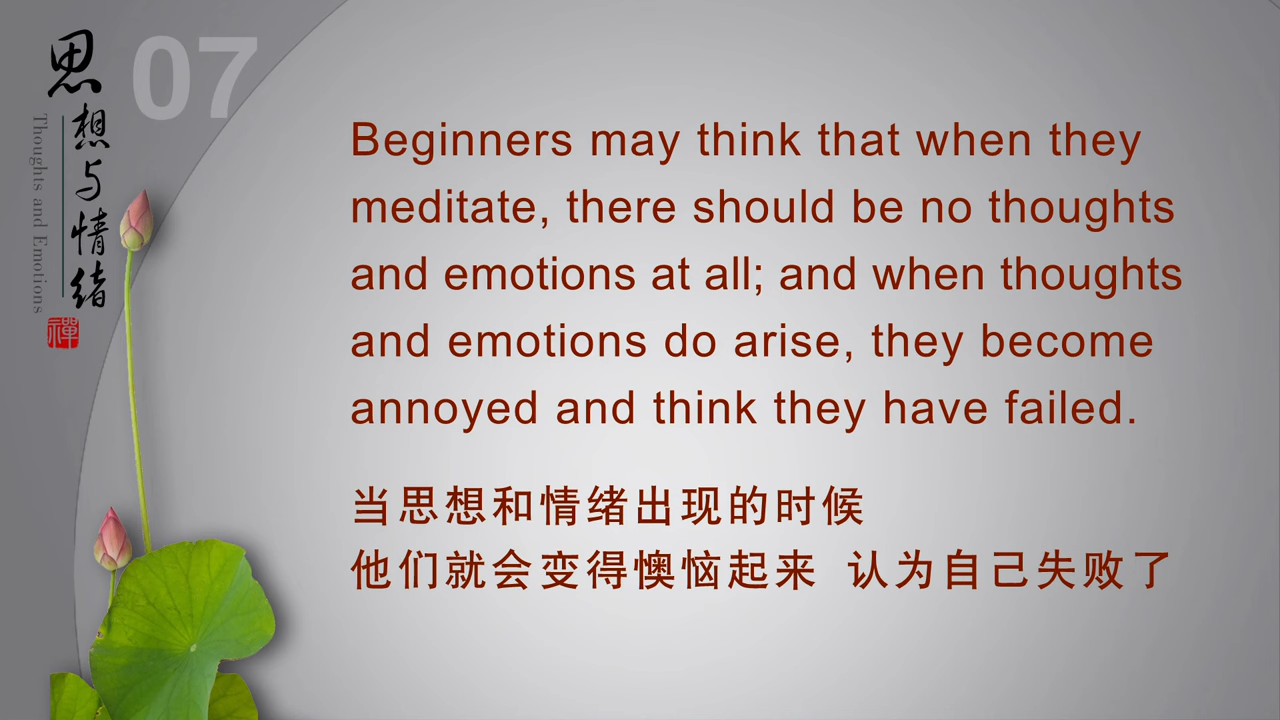 07
思想与情绪
Thoughts and Emotions
禅
Beginners may think that when they
meditate, there should be no thoughts
and emotions at all; and when thoughts
and emotions do arise, they become
annoyed and think they have failed.
当思想和情绪出现的时候
他们就会变得懊恼起来 认为自己失败了